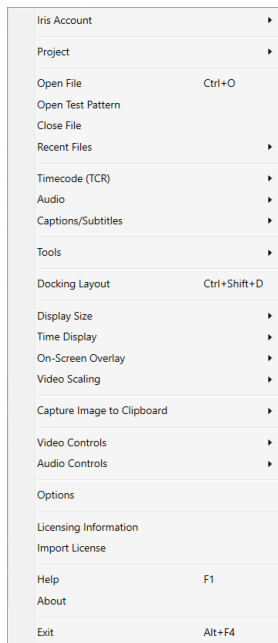 Iris Account
Project
Open File Ctrl+O
Open Test Pattern
Close File
Recent Files
Timecode (TCR)
Audio
Captions/Subtitles
Tools
Docking Layout Ctrl+Shift+D
Display Size
Time Display
On-Screen Overlay
Video Scaling
Capture Image to Clipboard
Video Controls
Audio Controls
Options
Licensing Information
Import License
Help F1
About
Exit Alt+F4